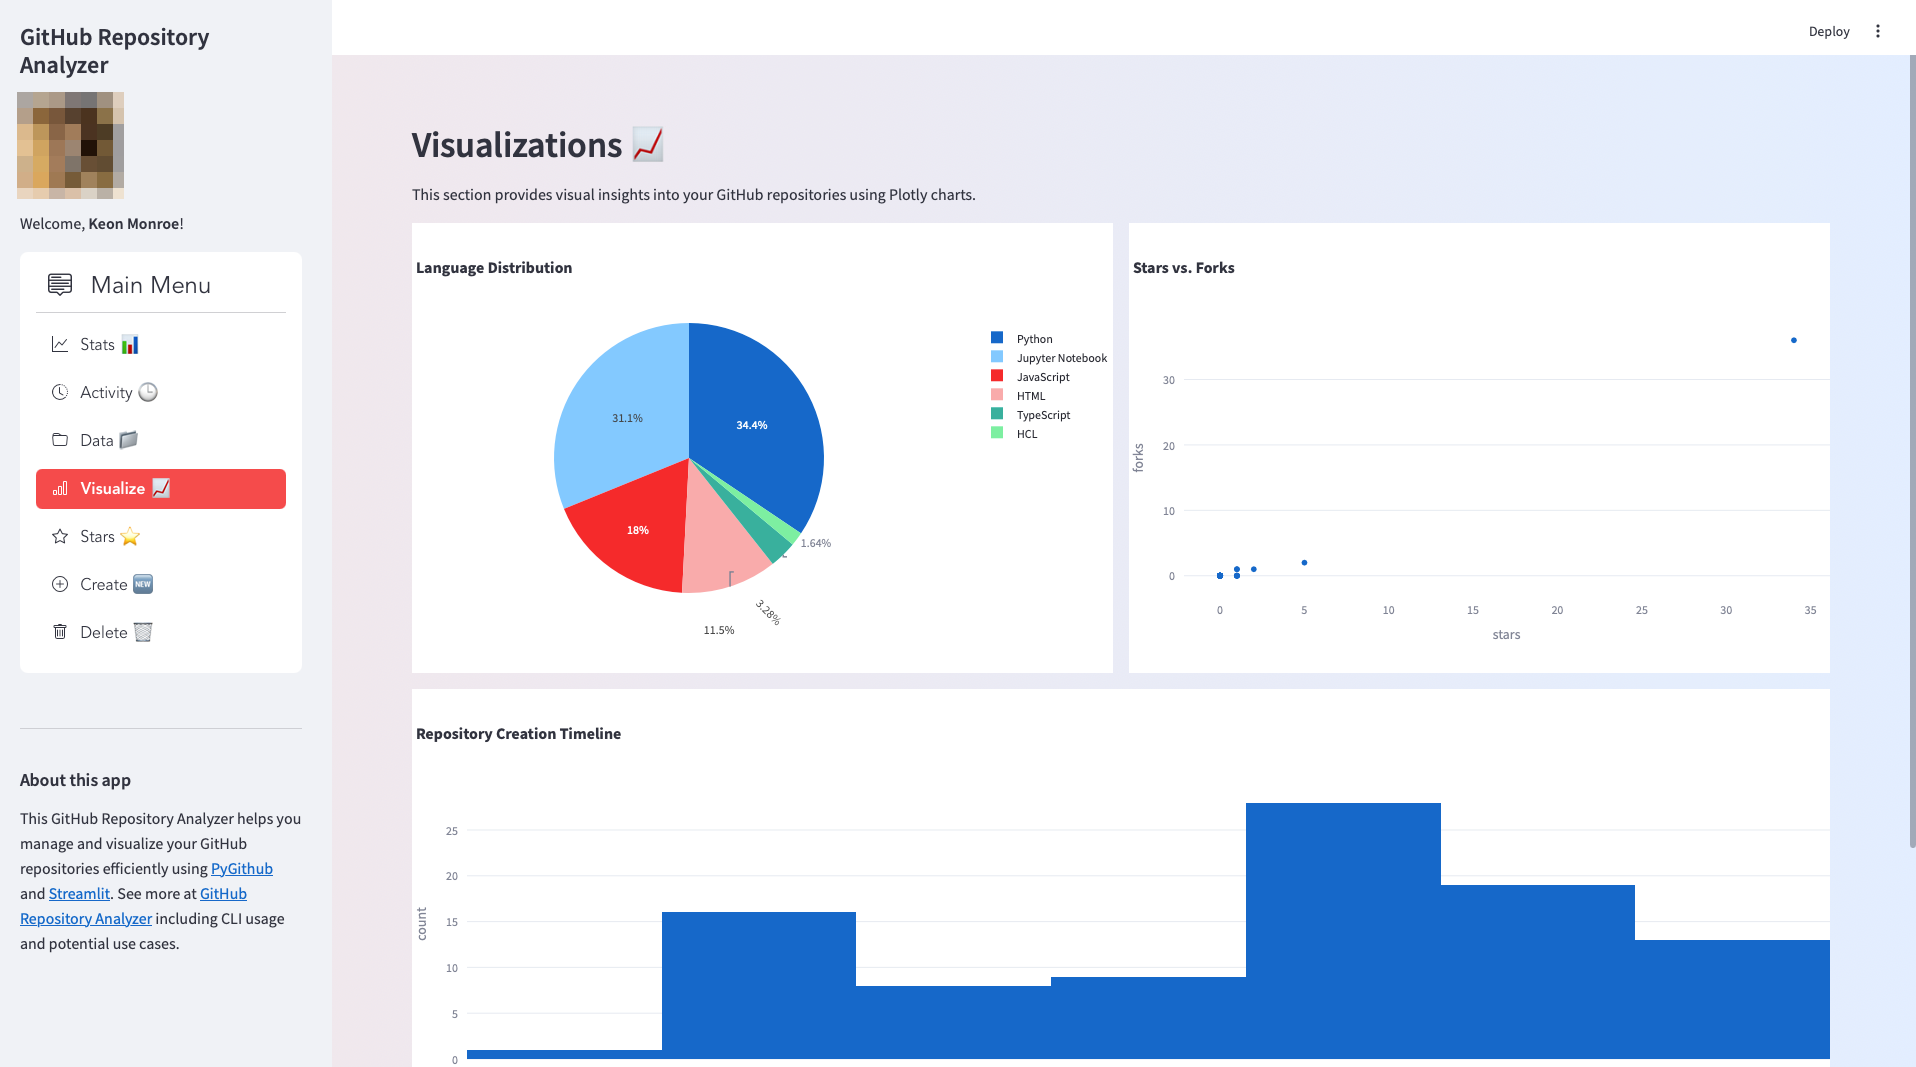 GitHub Repository
Analyzer
Welcome, Keon Monroe!
Main Menu
Stats
Activity
Data
Visualize
Stars
Create NEW
Delete
About this app
This GitHub Repository Analyzer helps you
manage and visualize your GitHub
repositories efficiently using PyGithub
and Streamlit. See more at GitHub
Repository Analyzer including CLI usage
and potential use cases.
Deploy
Visualizations
This section provides visual insights into your GitHub repositories using Plotly charts.
Language Distribution
31.1%
34.4%
18%
1.64%
3.28%
11.5%
Python
Jupyter Notebook
JavaScript
HTML
TypeScript
HCL
Stars vs. Forks
30
20
10
0
forks
0 5 10 15 20 25 30 35
stars
Repository Creation Timeline
25
20
15
10
5
0
count